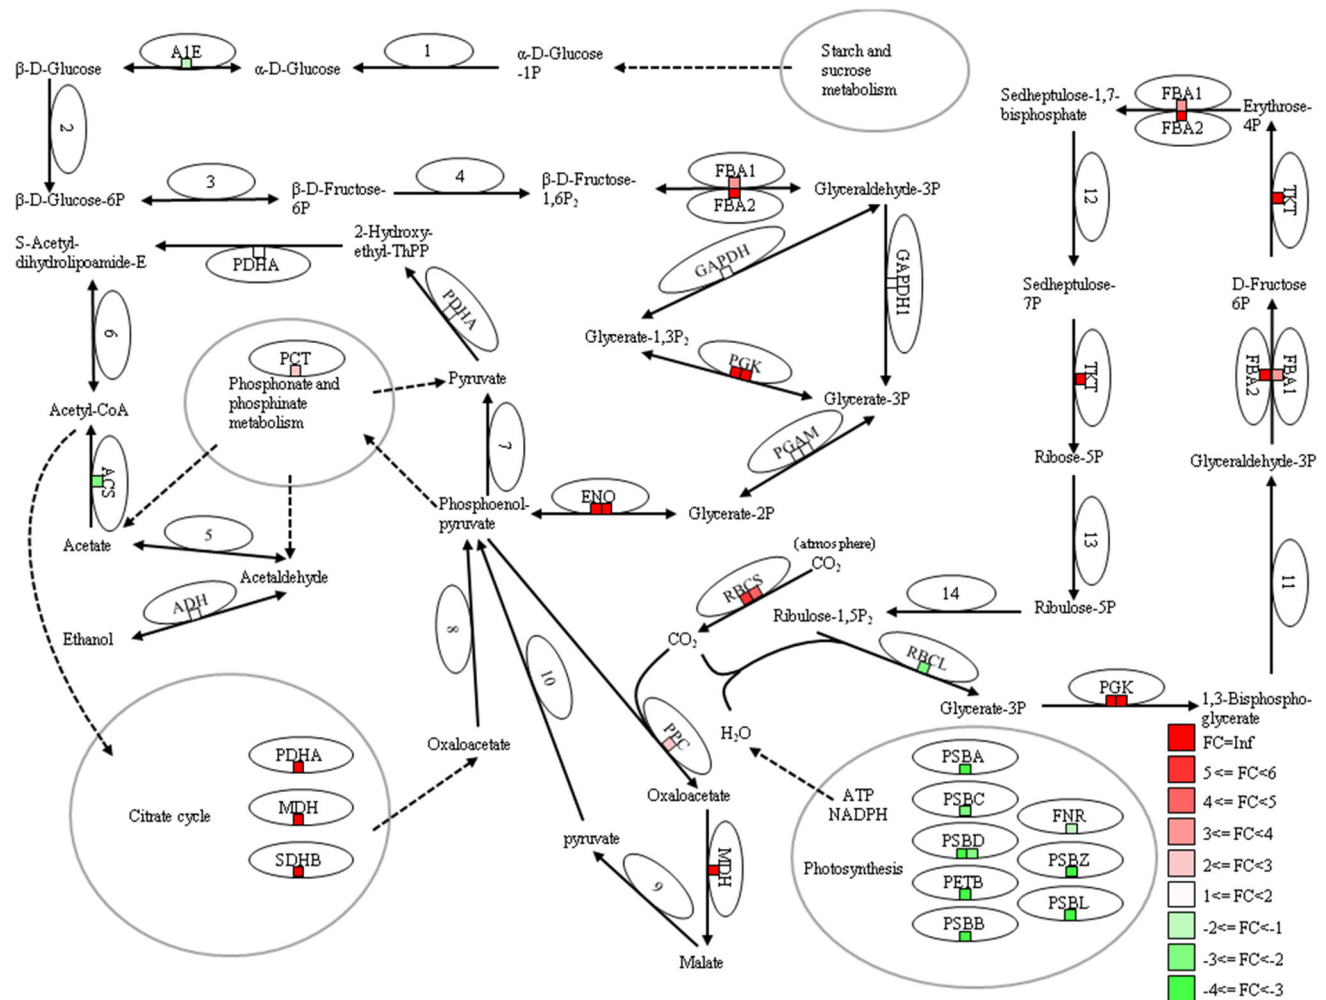 β-D-Glucose
A1E
α-D-Glucose
1
α-D-Glucose
-1P
Starch and
sucrose
metabolism
2
β-D-Glucose-6P
3
β-D-Fructose-
6P
4
β-D-Fructose-
1,6P₂
FBA1
FBA2
Glyceraldehyde-3P
Sedheptulose-1,7-
bisphosphate
FBA1
FBA2
Erythrose-
4P
12
TKT
S-Acetyl-
dihydrolipoamide-E
PDHA
2-Hydroxy-
ethyl-ThPP
PDHA
GAPDH
GAPDH1
Sedheptulose-
7P
D-Fructose
6P
6
PCT
Phosphonate and
phosphinate
metabolism
Pyruvate
Glycerate-1,3P₂
PGK
Glycerate-3P
TKT
FBA2
FBA1
Acetyl-CoA
ACS
7
PGAM
Ribose-5P
Glyceraldehyde-3P
Phosphoenol-
pyruvate
ENO
Glycerate-2P
Acetate
5
Acetaldehyde
ADH
Ethanol
13
11
(atmosphere)
CO₂
RBCS
CO₂
Ribulose-1,5P₂
14
Ribulose-5P
8
10
RBCL
Glycerate-3P
PGK
1,3-Bisphospho-
glycerate
PPC
H₂O
Oxaloacetate
Oxaloacetate
Citrate cycle
PDHA
MDH
SDHB
pyruvate
9
MDH
Malate
ATP
NADPH
Photosynthesis
PSBA
PSBC
PSBD
PETB
PSBB
FNR
PSBZ
PSBL
FC=Inf
5 <= FC<6
4 <= FC<5
3<= FC<4
2<= FC<3
1<= FC<2
-2<= FC<-1
-3<= FC<-2
-4<= FC<-3